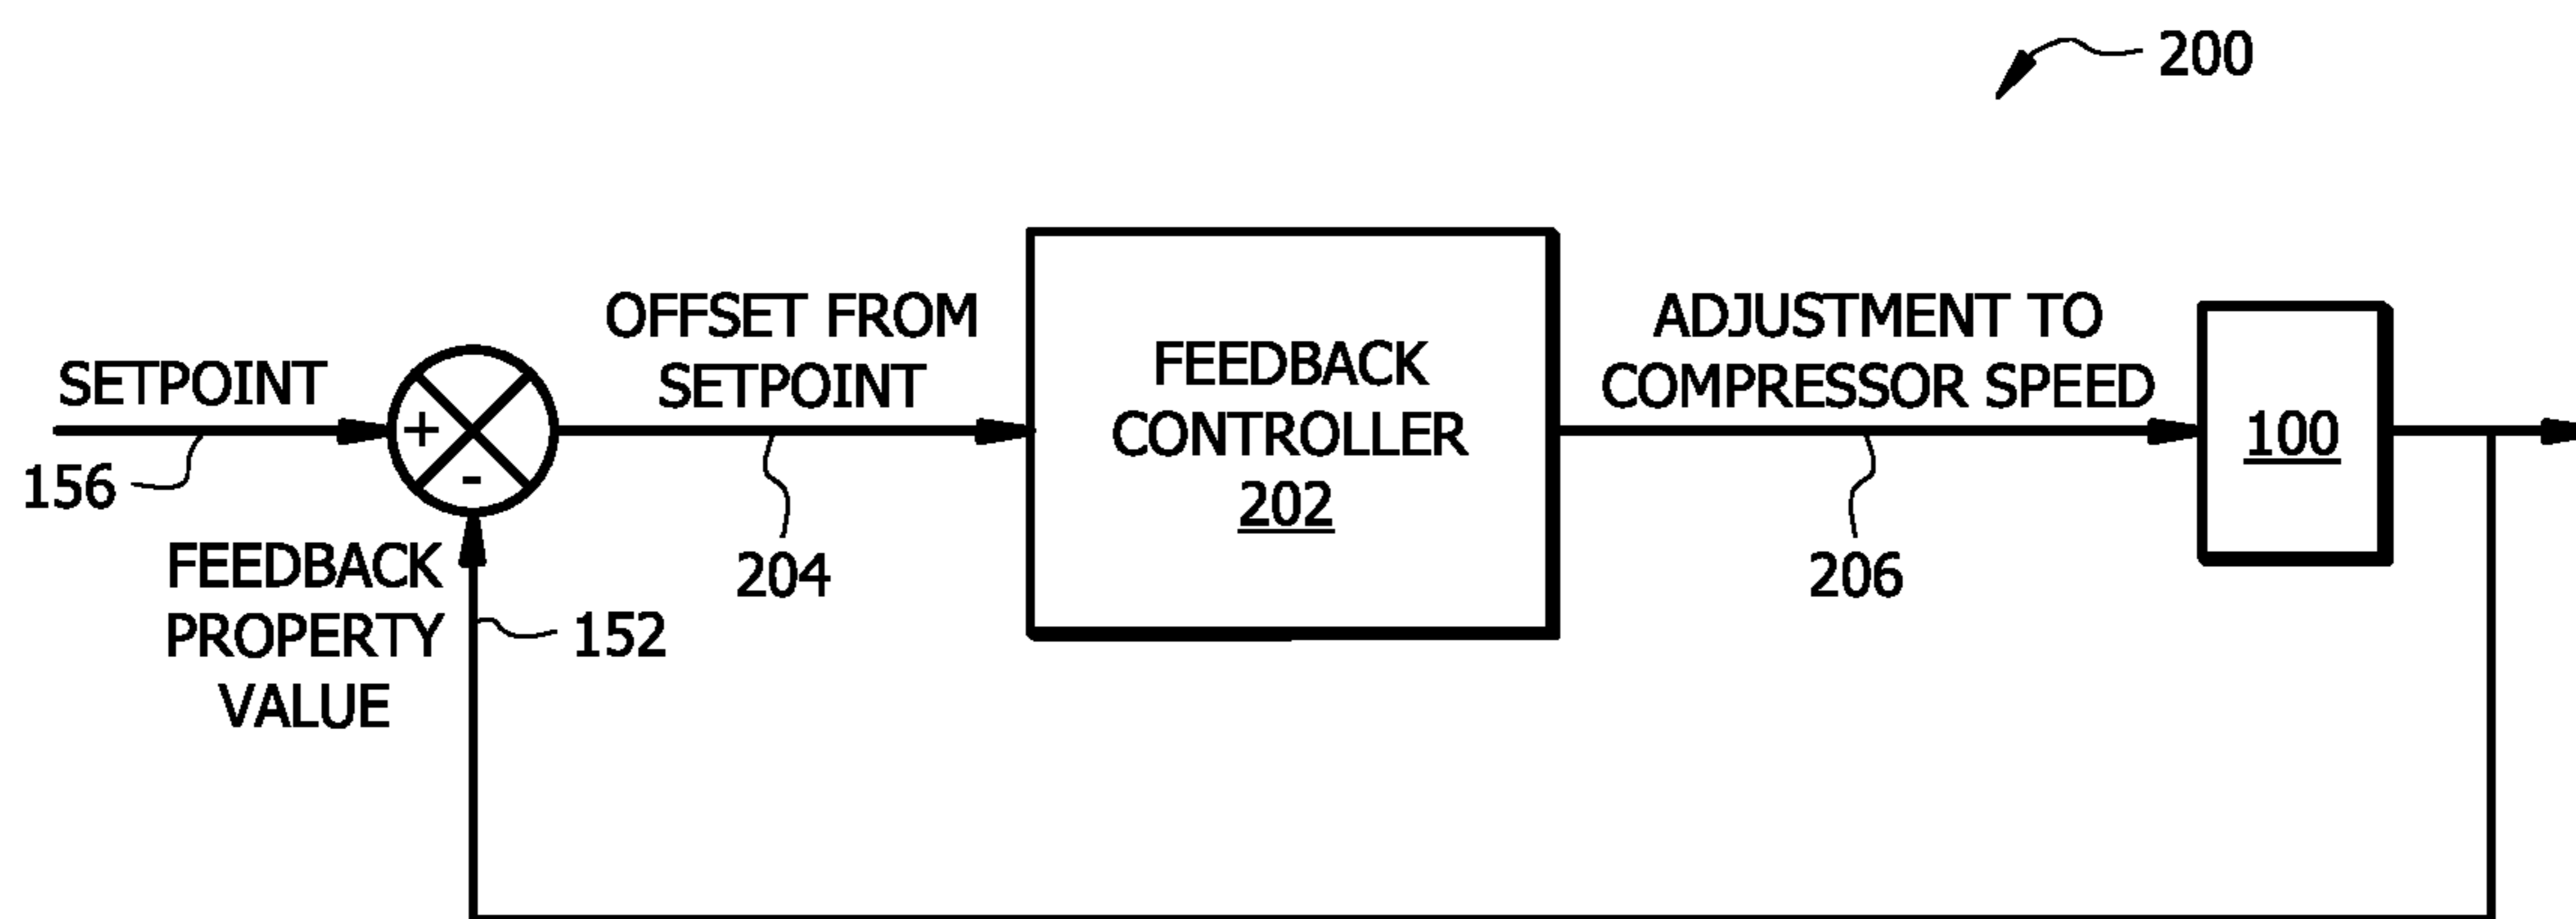 200
SETPOINT
156
+
-
FEEDBACK
PROPERTY
VALUE
152
OFFSET FROM
SETPOINT
204
FEEDBACK
CONTROLLER
202
ADJUSTMENT TO
COMPRESSOR SPEED
206
100